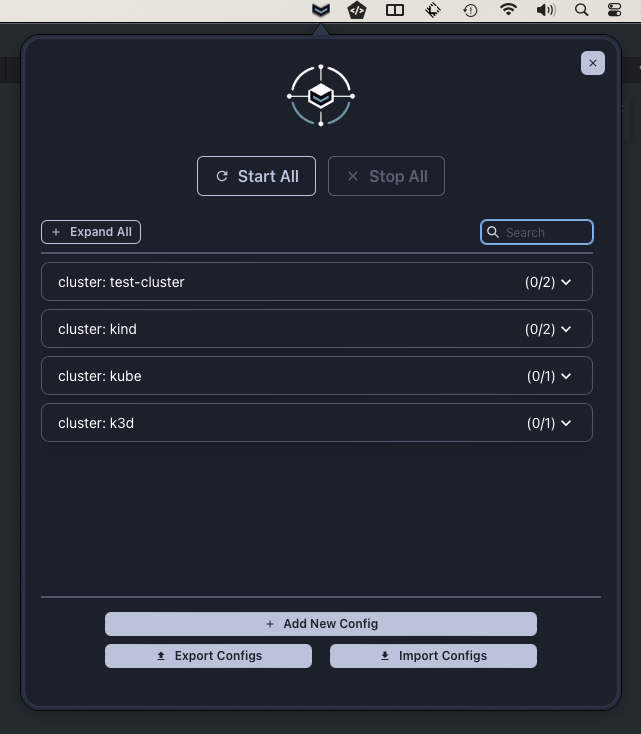 Start All
Stop All
Expand All
Search
cluster: test-cluster (0/2)
cluster: kind (0/2)
cluster: kube (0/1)
cluster: k3d (0/1)
Add New Config
Export Configs
Import Configs